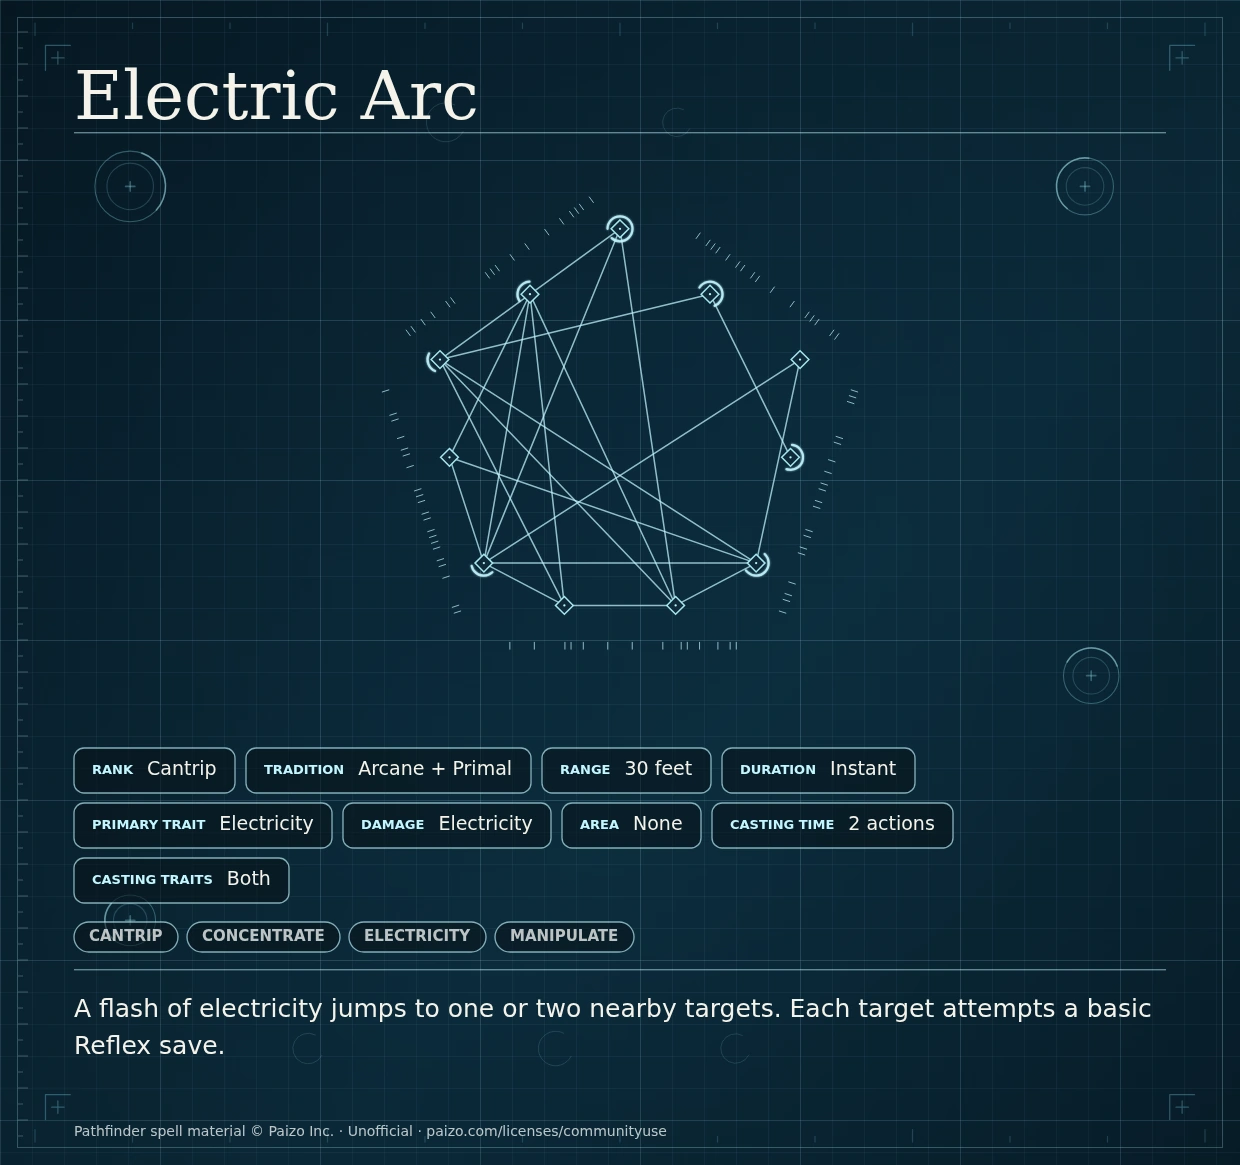 Electric Arc
RANK Cantrip TRADITION Arcane + Primal RANGE 30 feet DURATION Instant
PRIMARY TRAIT Electricity DAMAGE Electricity AREA None CASTING TIME 2 actions
CASTING TRAITS Both
CANTRIP CONCENTRATE ELECTRICITY MANIPULATE
A flash of electricity jumps to one or two nearby targets. Each target attempts a basic
Reflex save.
Pathfinder spell material © Paizo Inc. · Unofficial · paizo.com/licenses/communityuse